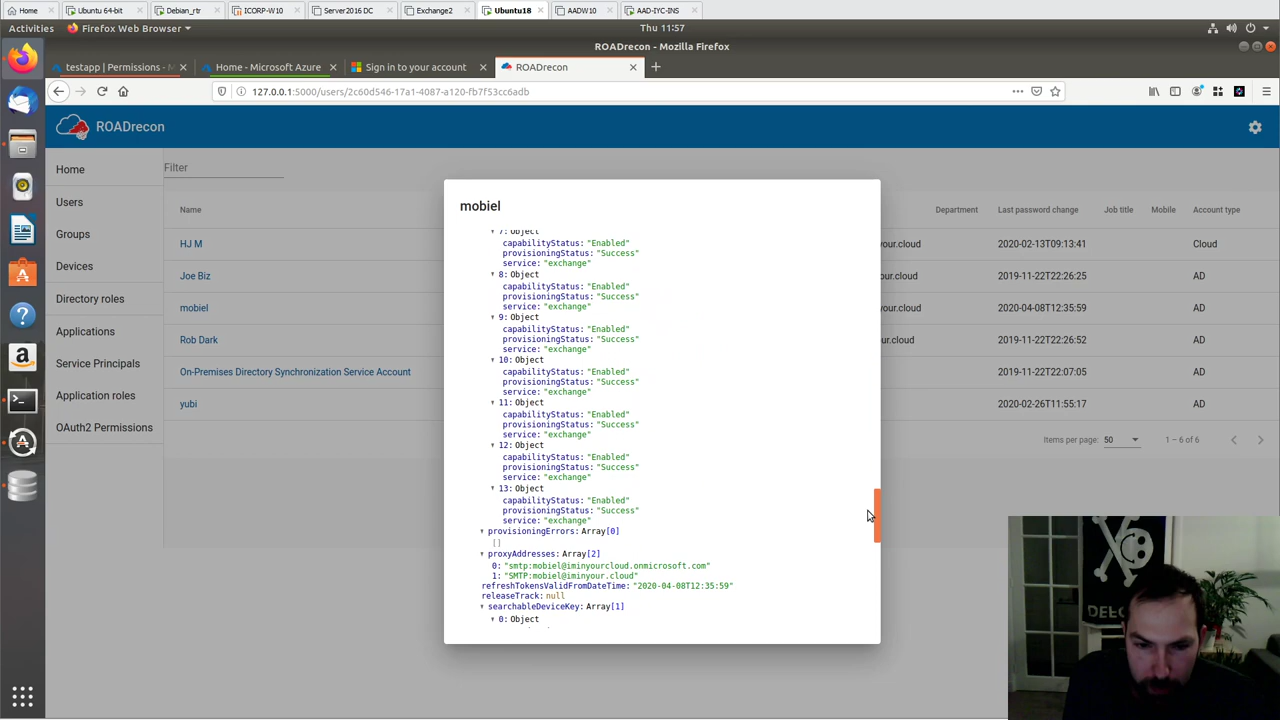 Home
Ubuntu 64-bit
Debian_rtr
ICORP-W10
Server2016 DC
Exchange2
Ubuntu18
AADW10
AAD-IYC-INS
Activities
Firefox Web Browser
Thu 11:57
ROADrecon - Mozilla Firefox
testapp | Permissions - M
Home - Microsoft Azure
Sign in to your account
ROADrecon
127.0.0.1:5000/users/2c60d546-17a1-4087-a120-fb7f53cc6adb
ROADrecon
Home
Users
Groups
Devices
Directory roles
Applications
Service Principals
Application roles
OAuth2 Permissions
Filter
Name
Department
Last password change
Job title
Mobile
Account type
HJ M
your.cloud
2020-02-13T09:13:41
Cloud
Joe Biz
our.cloud
2019-11-22T22:26:25
AD
mobiel
your.cloud
2020-04-08T12:35:59
AD
Rob Dark
our.cloud
2019-11-22T22:26:52
AD
On-Premises Directory Synchronization Service Account
2019-11-22T22:07:05
AD
yubi
2020-02-26T11:55:17
AD
Items per page:
50
1 – 6 of 6
mobiel
7: Object
capabilityStatus: "Enabled"
provisioningStatus: "Success"
service: "exchange"
8: Object
capabilityStatus: "Enabled"
provisioningStatus: "Success"
service: "exchange"
9: Object
capabilityStatus: "Enabled"
provisioningStatus: "Success"
service: "exchange"
10: Object
capabilityStatus: "Enabled"
provisioningStatus: "Success"
service: "exchange"
11: Object
capabilityStatus: "Enabled"
provisioningStatus: "Success"
service: "exchange"
12: Object
capabilityStatus: "Enabled"
provisioningStatus: "Success"
service: "exchange"
13: Object
capabilityStatus: "Enabled"
provisioningStatus: "Success"
service: "exchange"
provisioningErrors: Array[0]
[]
proxyAddresses: Array[2]
0: "smtp:mobiel@iminyourcloud.onmicrosoft.com"
1: "SMTP:mobiel@iminyour.cloud"
refreshTokensValidFromDateTime: "2020-04-08T12:35:59"
releaseTrack: null
searchableDeviceKey: Array[1]
0: Object